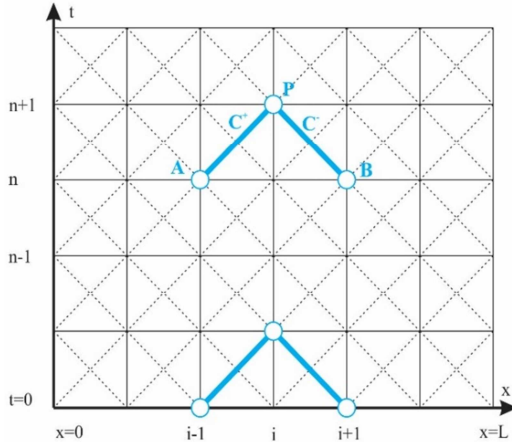 t
n+1
P
C⁺
C⁻
A
B
n
n-1
t=0
x
x=0
i-1
i
i+1
x=L